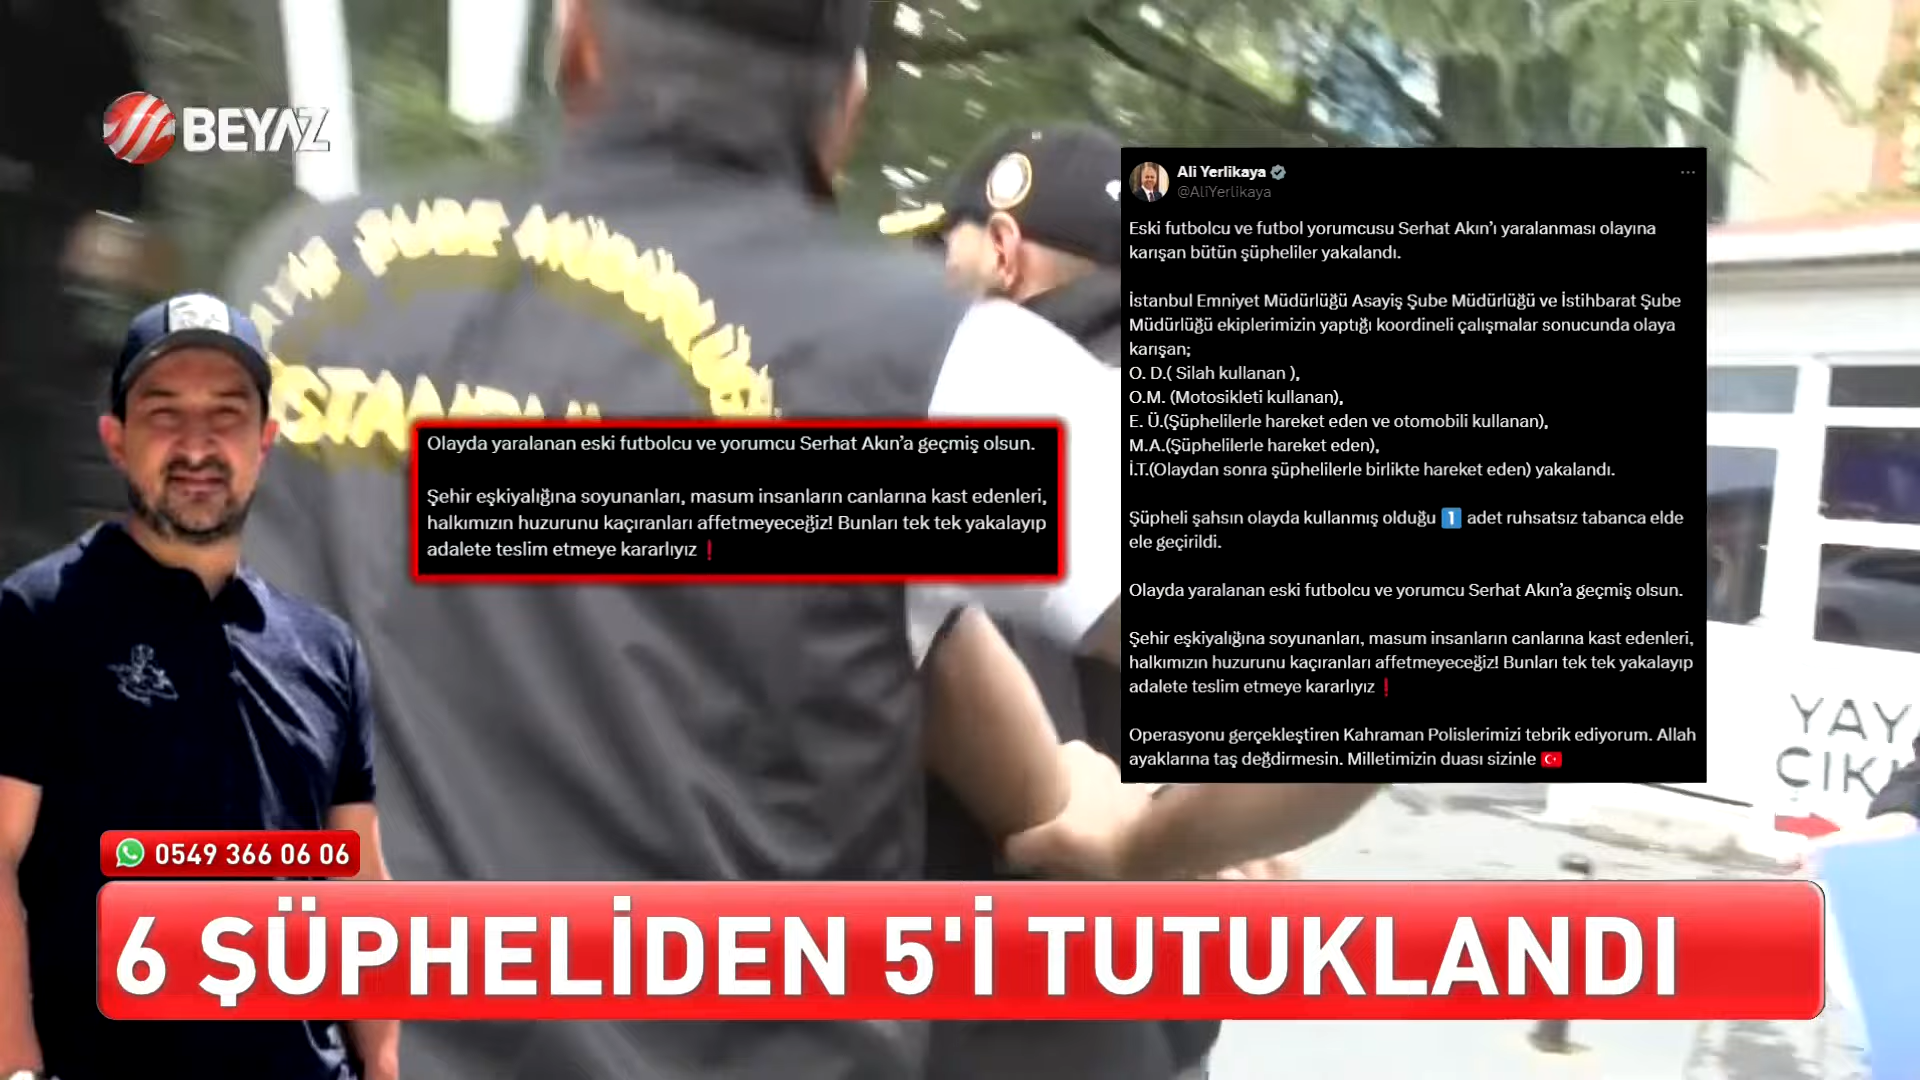 BEYAZ
ŞUBE MÜDÜRLÜĞÜ
İSTANBUL
Ali Yerlikaya
@AliYerlikaya
Eski futbolcu ve futbol yorumcusu Serhat Akın'ı yaralanması olayına
karışan bütün şüpheliler yakalandı.
İstanbul Emniyet Müdürlüğü Asayiş Şube Müdürlüğü ve İstihbarat Şube
Müdürlüğü ekiplerimizin yaptığı koordineli çalışmalar sonucunda olaya
karışan;
O. D.( Silah kullanan ),
O.M. (Motosikleti kullanan),
E. Ü.(Şüphelilerle hareket eden ve otomobili kullanan),
M.A.(Şüphelilerle hareket eden),
İ.T.(Olaydan sonra şüphelilerle birlikte hareket eden) yakalandı.
Şüpheli şahsın olayda kullanmış olduğu 1 adet ruhsatsız tabanca elde
ele geçirildi.
Olayda yaralanan eski futbolcu ve yorumcu Serhat Akın'a geçmiş olsun.
Şehir eşkiyalığına soyunanları, masum insanların canlarına kast edenleri,
halkımızın huzurunu kaçıranları affetmeyeceğiz! Bunları tek tek yakalayıp
adalete teslim etmeye kararlıyız❗
Operasyonu gerçekleştiren Kahraman Polislerimizi tebrik ediyorum. Allah
ayaklarına taş değdirmesin. Milletimizin duası sizinle 🇹🇷
Olayda yaralanan eski futbolcu ve yorumcu Serhat Akın'a geçmiş olsun.
Şehir eşkiyalığına soyunanları, masum insanların canlarına kast edenleri,
halkımızın huzurunu kaçıranları affetmeyeceğiz! Bunları tek tek yakalayıp
adalete teslim etmeye kararlıyız❗
YAY
ÇIK
0549 366 06 06
6 ŞÜPHELİDEN 5'İ TUTUKLANDI